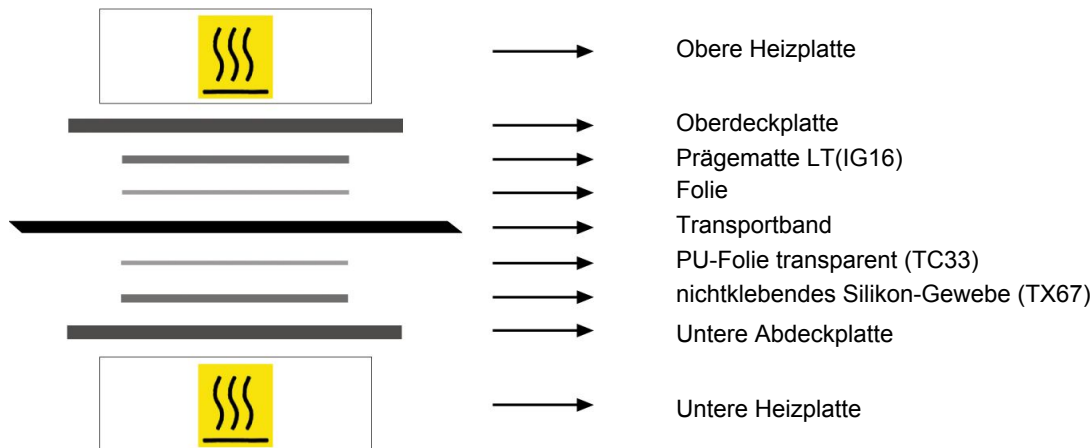 Obere Heizplatte
Oberdeckplatte
Prägematte LT(IG16)
Folie
Transportband
PU-Folie transparent (TC33)
nichtklebendes Silikon-Gewebe (TX67)
Untere Abdeckplatte
Untere Heizplatte